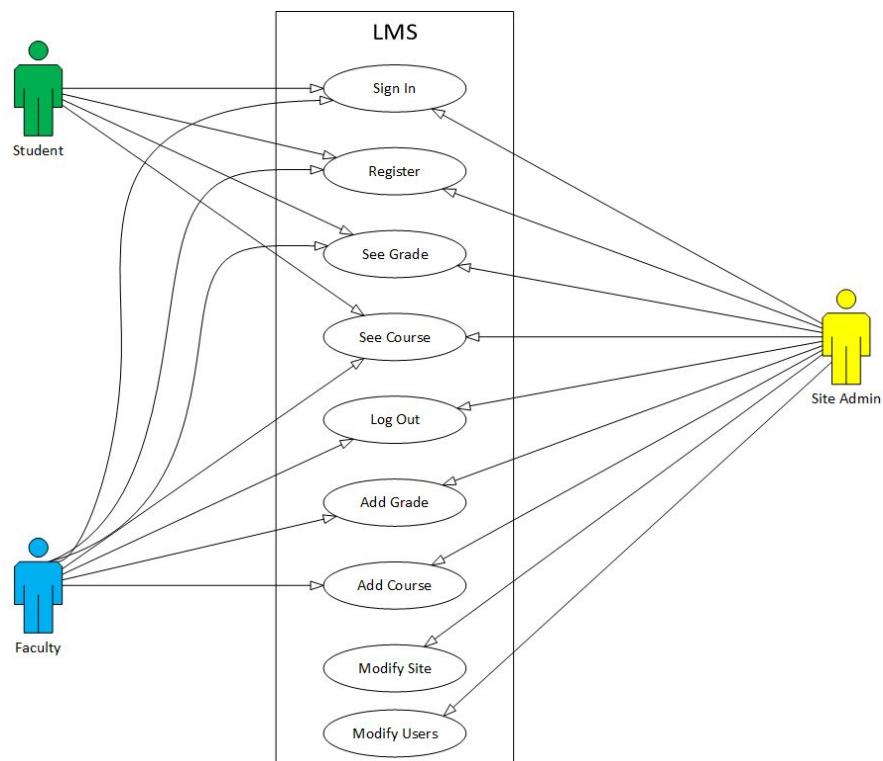 LMS
Sign In
Student
Register
See Grade
See Course
Site Admin
Log Out
Add Grade
Add Course
Faculty
Modify Site
Modify Users